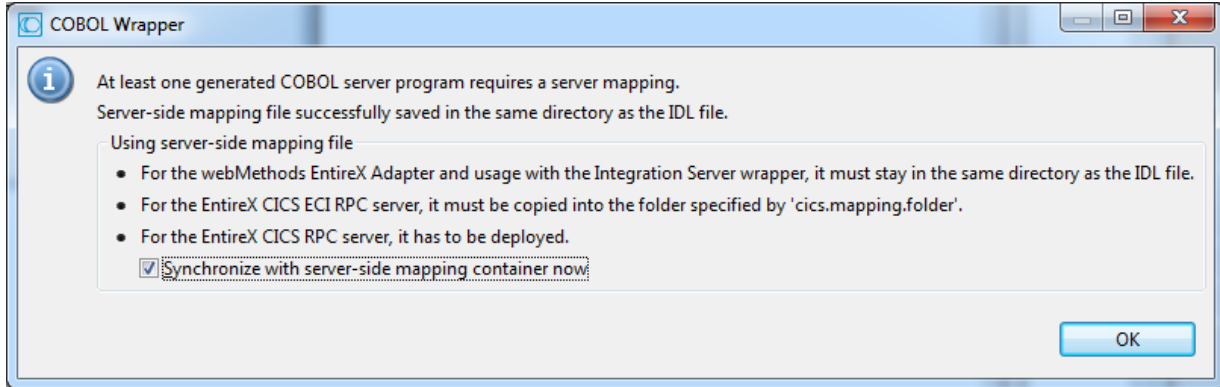 COBOL Wrapper
At least one generated COBOL server program requires a server mapping.
Server-side mapping file successfully saved in the same directory as the IDL file.
Using server-side mapping file
• For the webMethods EntireX Adapter and usage with the Integration Server wrapper, it must stay in the same directory as the IDL file.
• For the EntireX CICS ECI RPC server, it must be copied into the folder specified by 'cics.mapping.folder'.
• For the EntireX CICS RPC server, it has to be deployed.
Synchronize with server-side mapping container now
OK